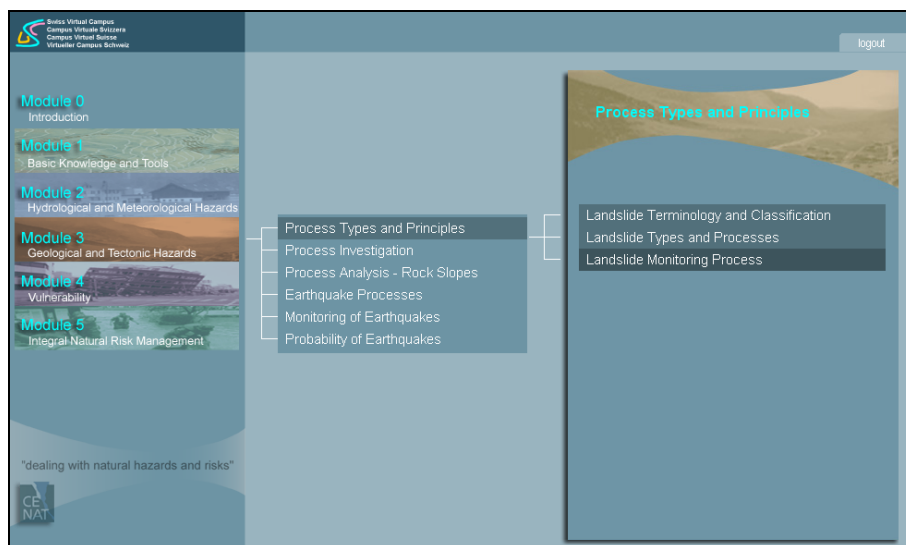 Swiss Virtual Campus
Campus Virtuale Svizzera
Campus Virtuel Suisse
Virtueller Campus Schweiz
logout
Module 0
Introduction
Module 1
Basic Knowledge and Tools
Module 2
Hydrological and Meteorological Hazards
Module 3
Geological and Tectonic Hazards
Module 4
Vulnerability
Module 5
Integral Natural Risk Management
"dealing with natural hazards and risks"
CE
NAT
Process Types and Principles
Process Investigation
Process Analysis - Rock Slopes
Earthquake Processes
Monitoring of Earthquakes
Probability of Earthquakes
Process Types and Principles
Landslide Terminology and Classification
Landslide Types and Processes
Landslide Monitoring Process